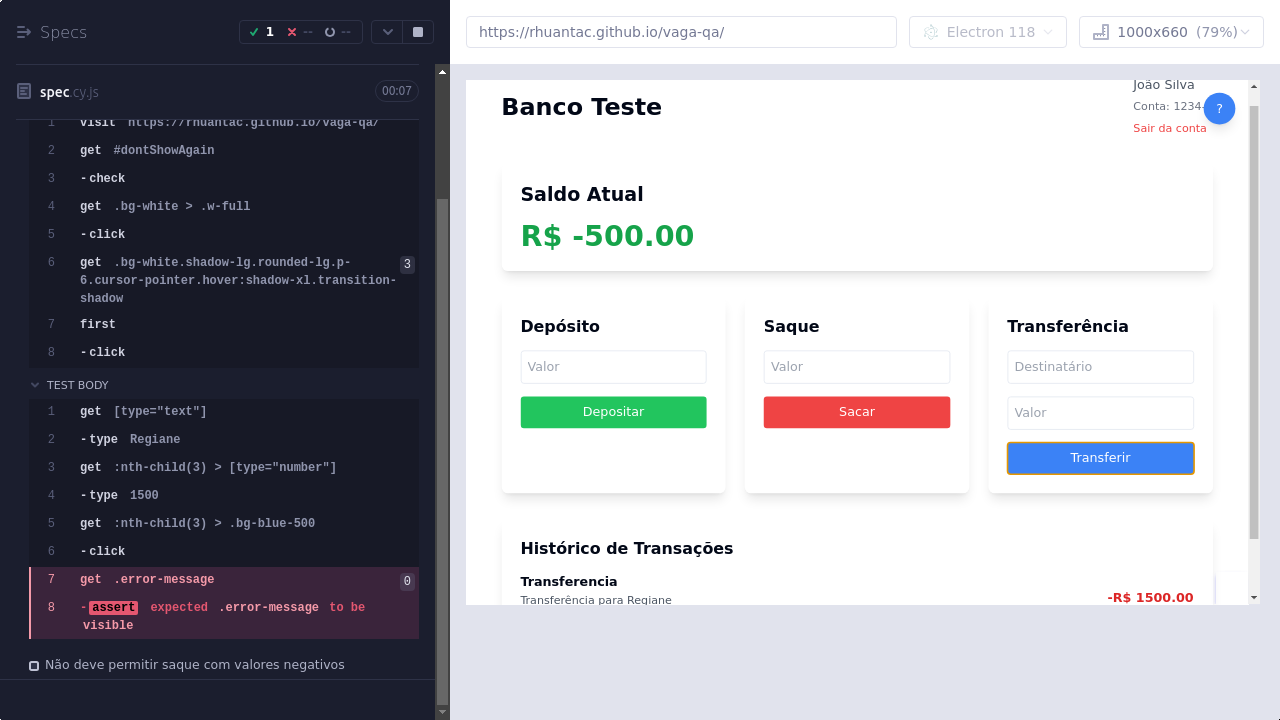 Specs
1
--
--
https://rhuantac.github.io/vaga-qa/
Electron 118
1000x660 (79%)
spec.cy.js
00:07
1 visit https://rhuantac.github.io/vaga-qa/
2 get #dontShowAgain
3 -check
4 get .bg-white > .w-full
5 -click
6 get .bg-white.shadow-lg.rounded-lg.p-
6.cursor-pointer.hover:shadow-xl.transition-
shadow
3
7 first
8 -click
TEST BODY
1 get [type="text"]
2 -type Regiane
3 get :nth-child(3) > [type="number"]
4 -type 1500
5 get :nth-child(3) > .bg-blue-500
6 -click
7 get .error-message 0
8 -assert expected .error-message to be
visible
Não deve permitir saque com valores negativos
Banco Teste
João Silva
Conta: 1234-
Sair da conta
?
Saldo Atual
R$ -500.00
Depósito
Valor
Depositar
Saque
Valor
Sacar
Transferência
Destinatário
Valor
Transferir
Histórico de Transações
Transferencia
Transferência para Regiane
-R$ 1500.00